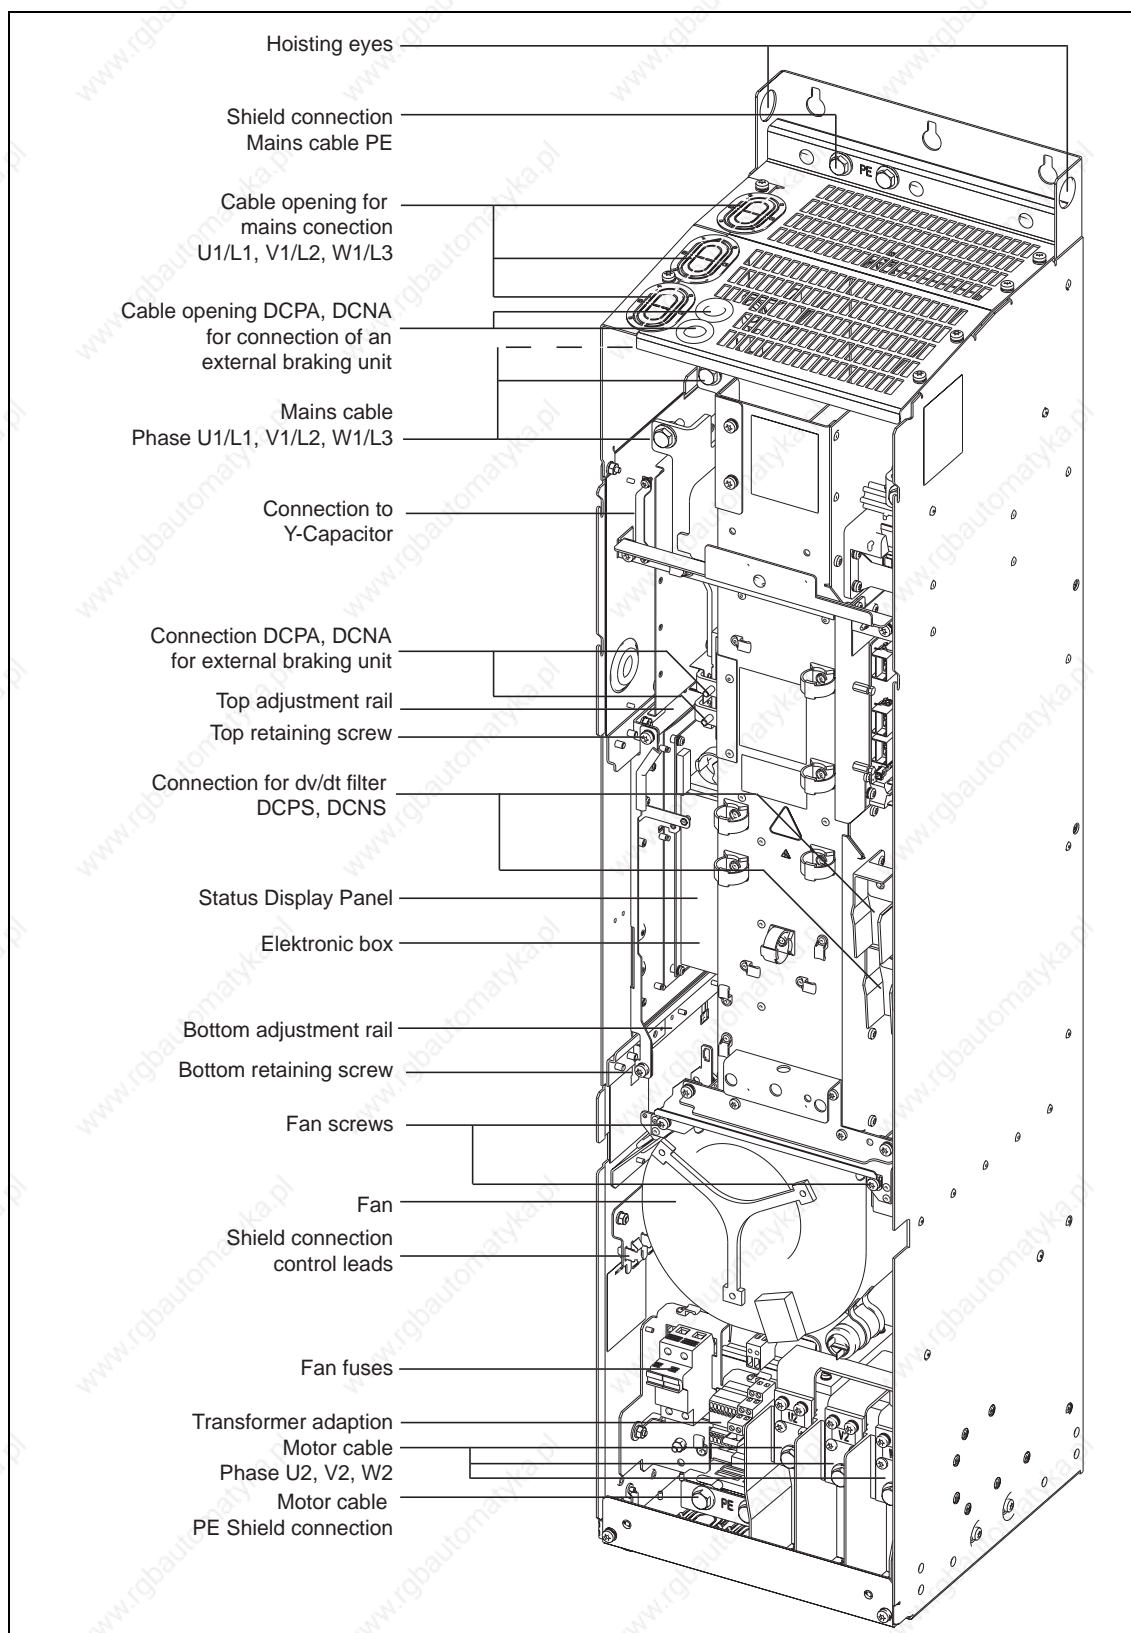 Hoisting eyes
Shield connection
Mains cable PE
PE
Cable opening for
mains conection
U1/L1, V1/L2, W1/L3
Cable opening DCPA, DCNA
for connection of an
external braking unit
Mains cable
Phase U1/L1, V1/L2, W1/L3
Connection to
Y-Capacitor
Connection DCPA, DCNA
for external braking unit
Top adjustment rail
Top retaining screw
Connection for dv/dt filter
DCPS, DCNS
Status Display Panel
Elektronic box
Bottom adjustment rail
Bottom retaining screw
Fan screws
Fan
Shield connection
control leads
Fan fuses
Transformer adaption
Motor cable
Phase U2, V2, W2
U2
V2
Motor cable
PE Shield connection
PE
www.rgbautomatyka.pl